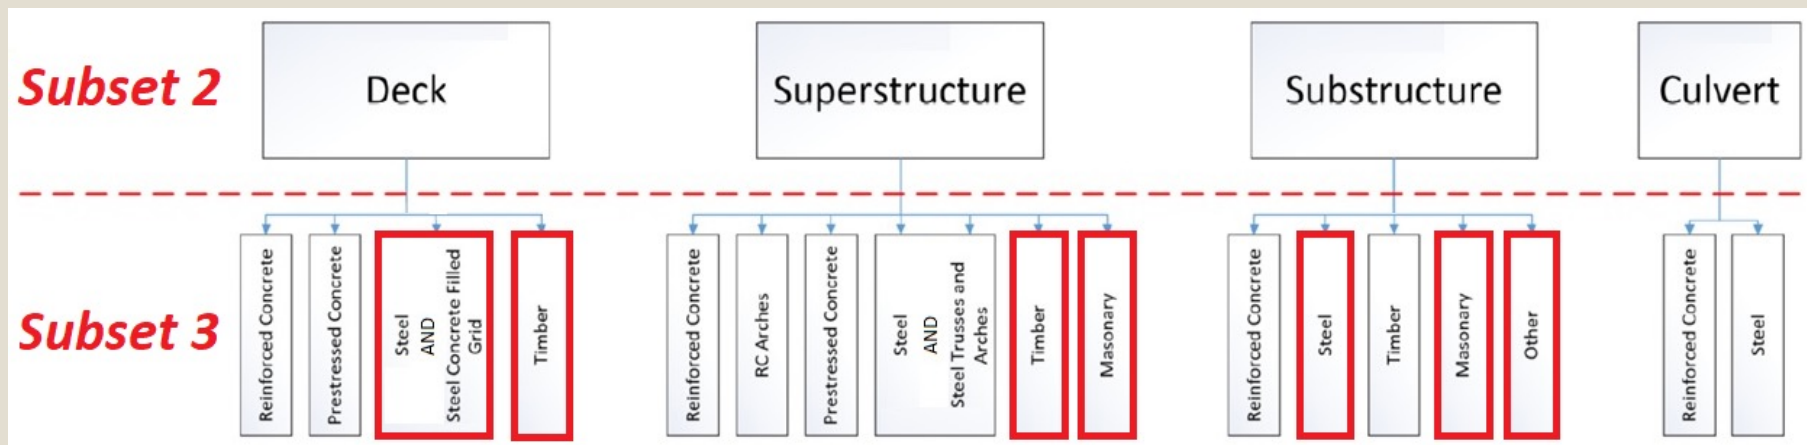 Subset 2
Deck
Superstructure
Substructure
Culvert
Subset 3
Reinforced Concrete
Prestressed Concrete
Steel
AND
Steel Concrete Filled
Grid
Timber
Reinforced Concrete
RC Arches
Prestressed Concrete
Steel
AND
Steel Trusses and
Arches
Timber
Masonary
Reinforced Concrete
Steel
Timber
Masonary
Other
Reinforced Concrete
Steel